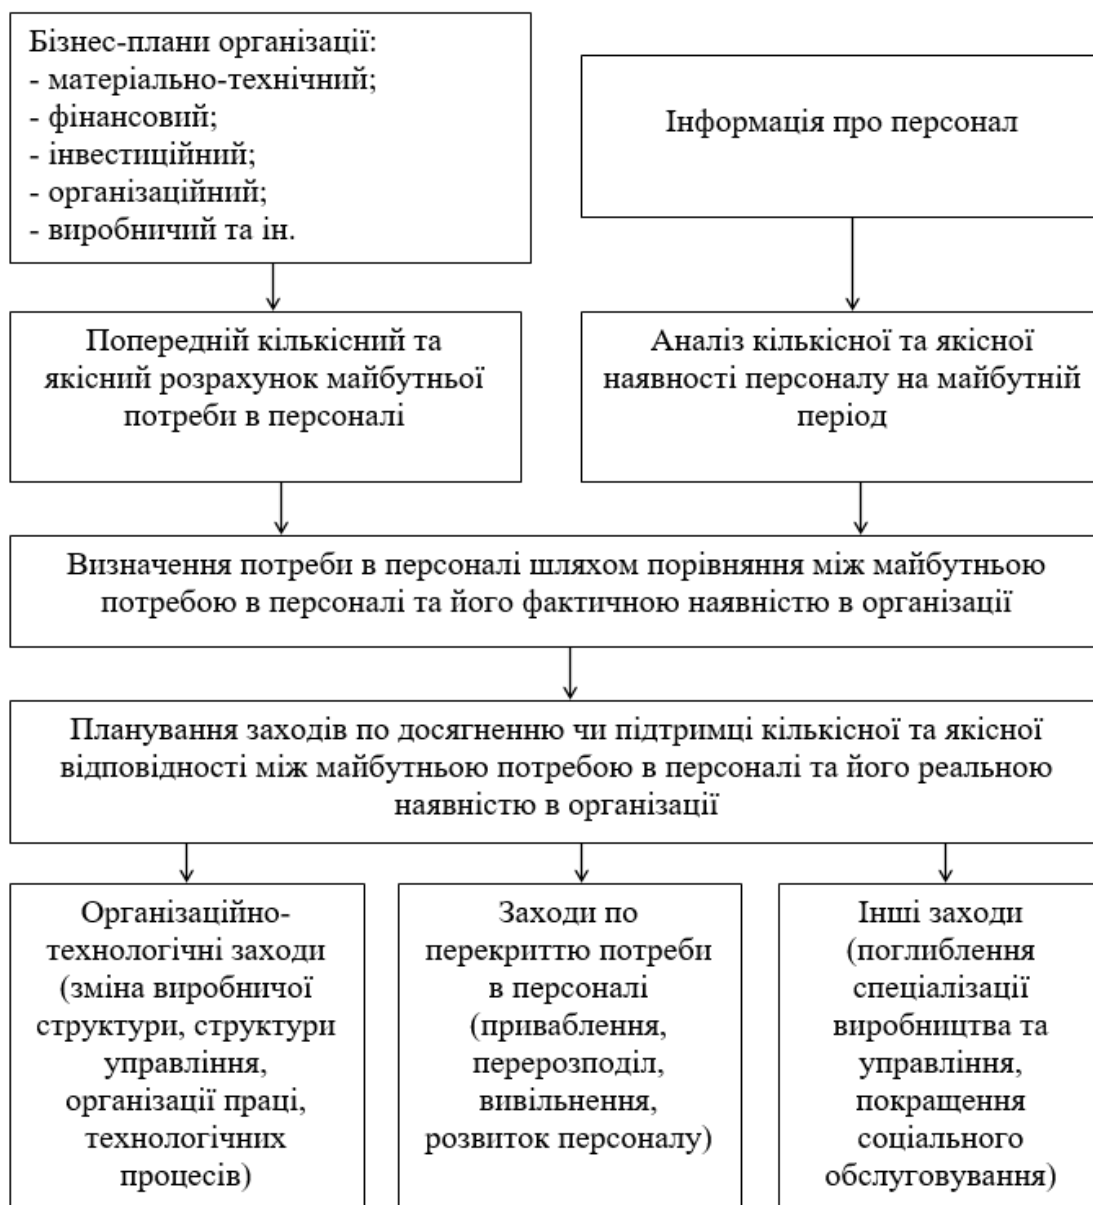 Бізнес-плани організації:
- матеріально-технічний;
- фінансовий;
- інвестиційний;
- організаційний;
- виробничий та ін.
Інформація про персонал
Попередній кількісний та
якісний розрахунок майбутньої
потреби в персоналі
Аналіз кількісної та якісної
наявності персоналу на майбутній
період
Визначення потреби в персоналі шляхом порівняння між майбутньою
потребою в персоналі та його фактичною наявністю в організації
Планування заходів по досягненню чи підтримці кількісної та якісної
відповідності між майбутньою потребою в персоналі та його реальною
наявністю в організації
Організаційно-
технологічні заходи
(зміна виробничої
структури, структури
управління,
організації праці,
технологічних
процесів)
Заходи по
перекриттю потреби
в персоналі
(приваблення,
перерозподіл,
вивільнення,
розвиток персоналу)
Інші заходи
(поглиблення
спеціалізації
виробництва та
управління,
покращення
соціального
обслуговування)